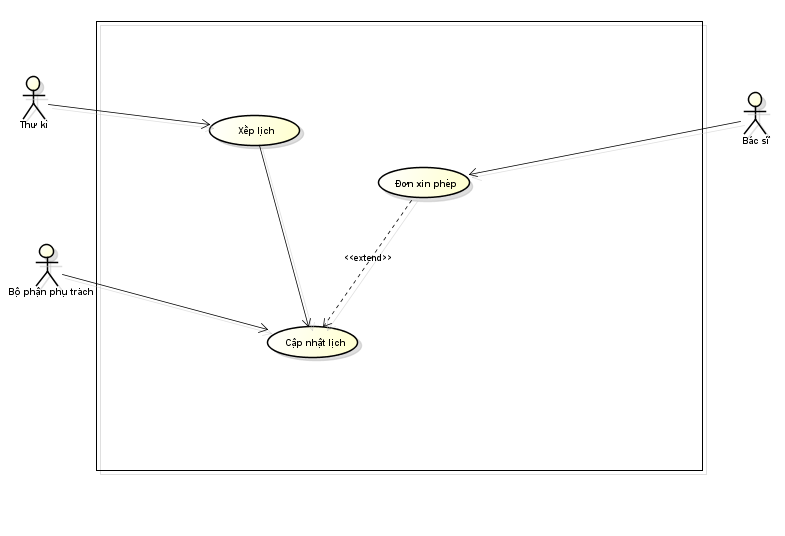 Thư kí
Xếp lịch
Bác sĩ
Đơn xin phép
<<extend>>
Bộ phận phụ trách
Cập nhật lịch